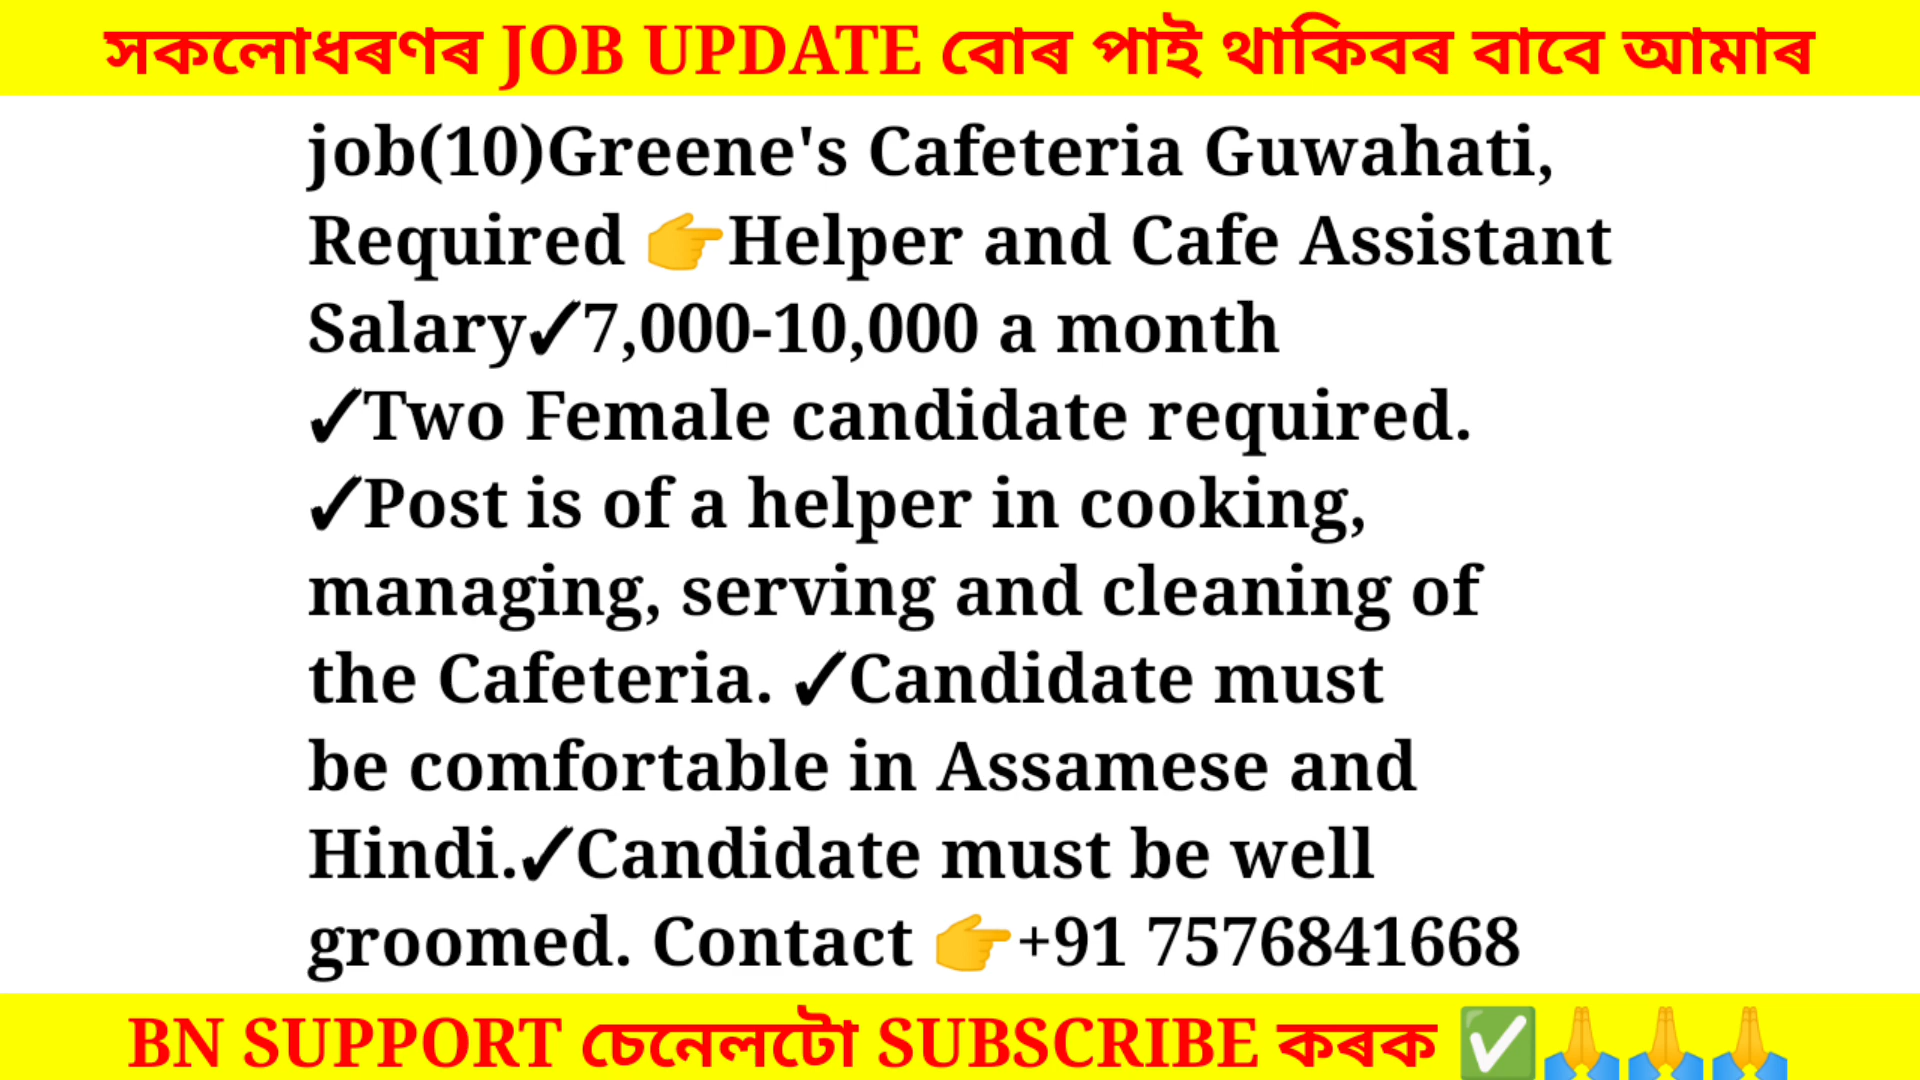 সকলোধৰণৰ JOB UPDATE বোৰ পাই থাকিবৰ বাবে আমাৰ
job(10)Greene's Cafeteria Guwahati,
Required 👉Helper and Cafe Assistant
Salary✓7,000-10,000 a month
✓Two Female candidate required.
✓Post is of a helper in cooking,
managing, serving and cleaning of
the Cafeteria. ✓Candidate must
be comfortable in Assamese and
Hindi.✓Candidate must be well
groomed. Contact 👉+91 7576841668
BN SUPPORT চেনেলটো SUBSCRIBE কৰক ✅🙏🙏🙏